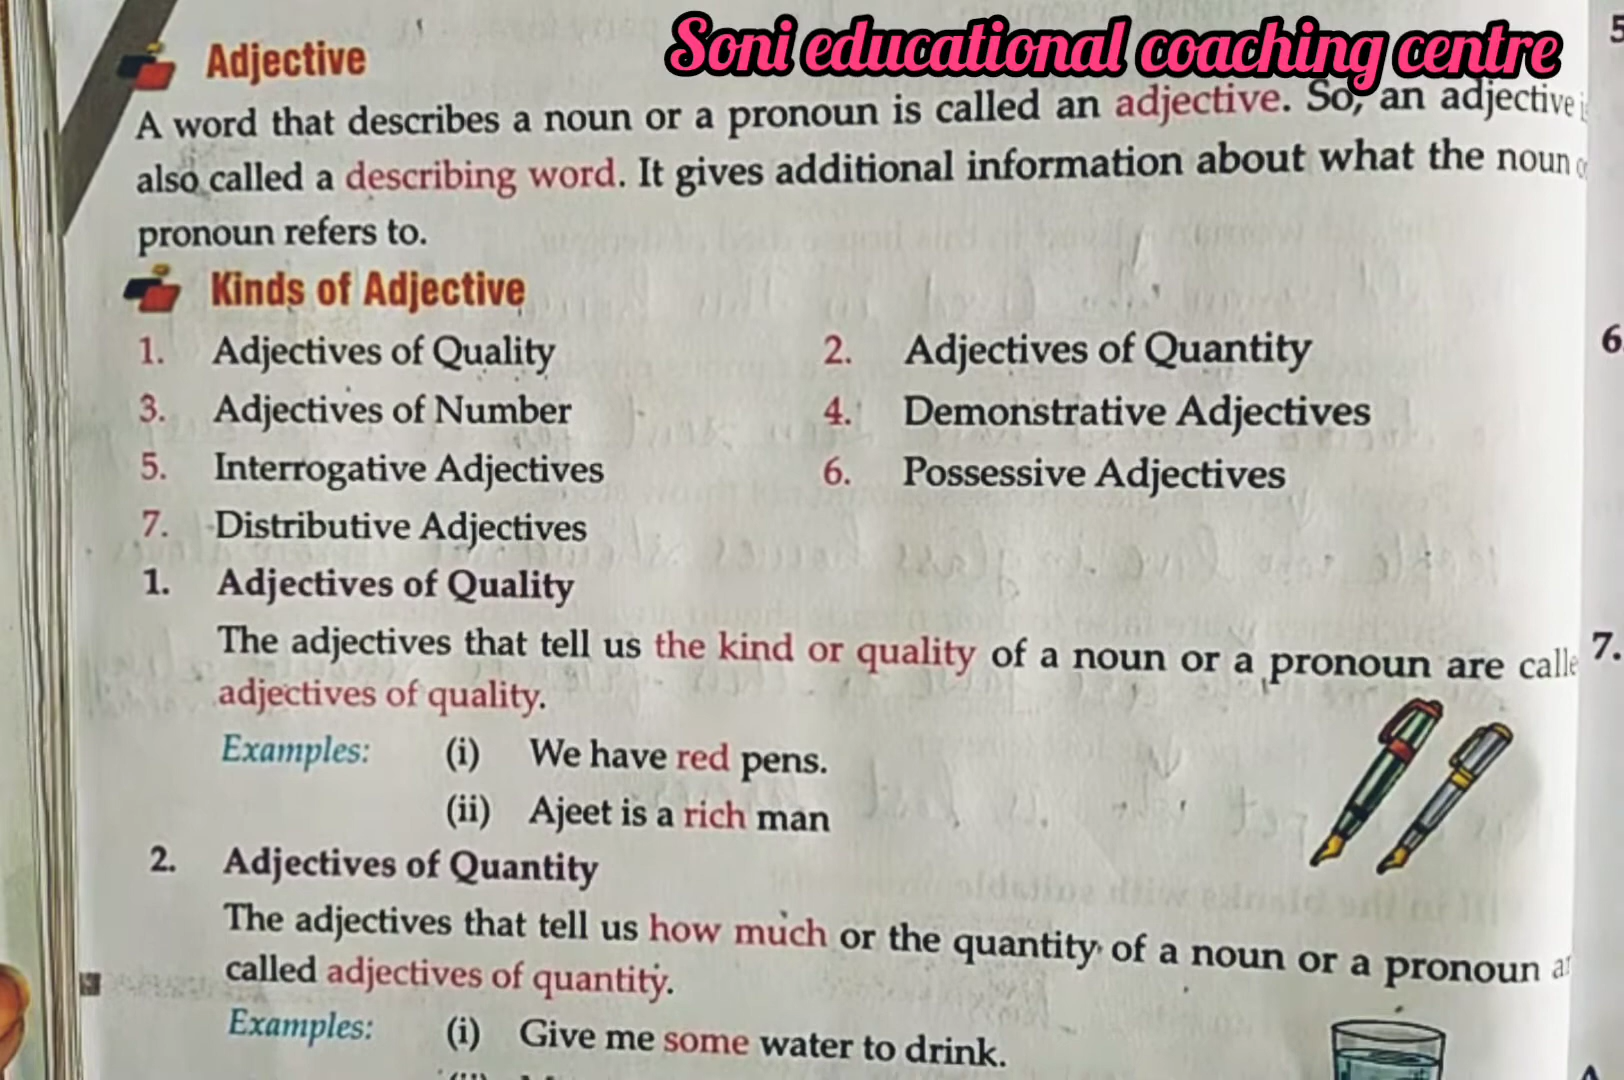 Soni educational coaching centre
Adjective
A word that describes a noun or a pronoun is called an adjective. So, an adjective
also called a describing word. It gives additional information about what the noun
pronoun refers to.
Kinds of Adjective
1. Adjectives of Quality
2. Adjectives of Quantity
3. Adjectives of Number
4. Demonstrative Adjectives
5. Interrogative Adjectives
6. Possessive Adjectives
7. Distributive Adjectives
1. Adjectives of Quality
The adjectives that tell us the kind or quality of a noun or a pronoun are calle
adjectives of quality.
Examples: (i) We have red pens.
(ii) Ajeet is a rich man
2. Adjectives of Quantity
The adjectives that tell us how much or the quantity of a noun or a pronoun
called adjectives of quantity.
Examples: (i) Give me some water to drink.
5
6
7.